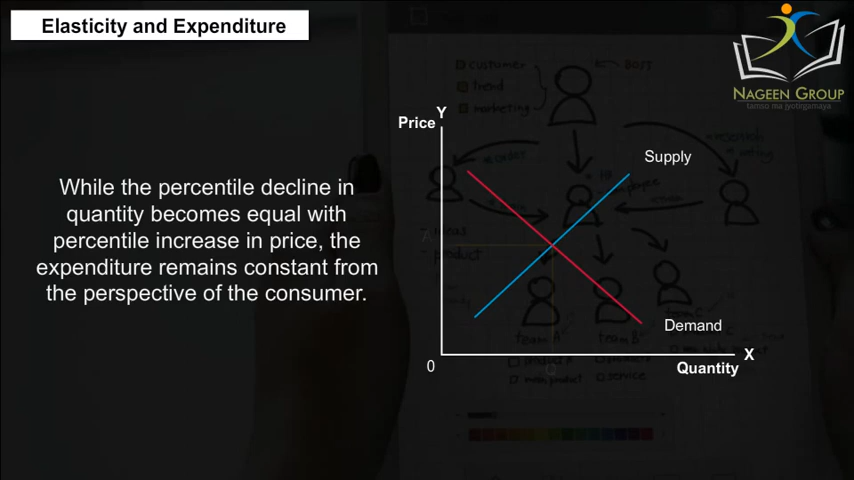 Elasticity and Expenditure
NAGEEN GROUP
tamso ma jyotirgamaya
While the percentile decline in
quantity becomes equal with
percentile increase in price, the
expenditure remains constant from
the perspective of the consumer.
Y
Price
Supply
Demand
X
0
Quantity
customer
Boss
trend
marketing
product
team A
team B
service